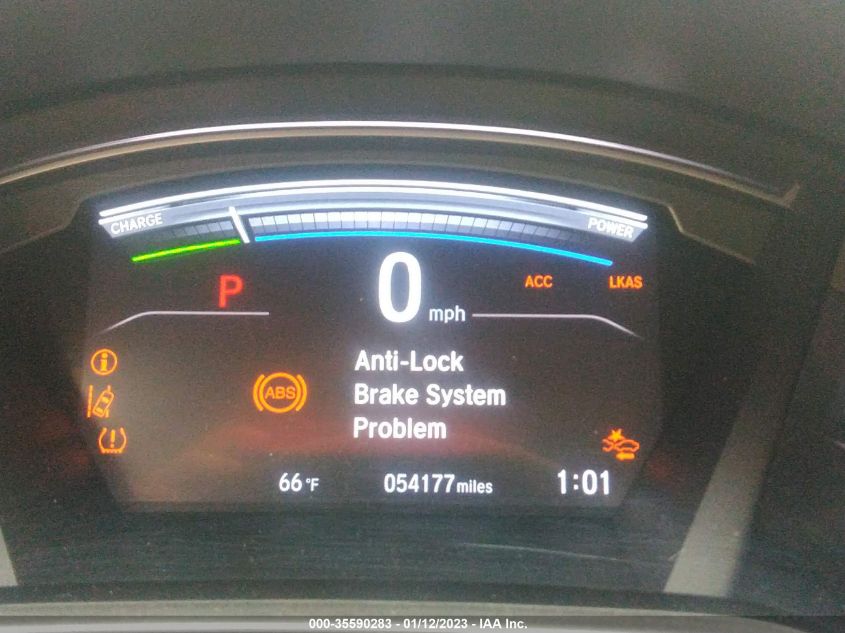 CHARGE POWER
0 mph
P
ACC LKAS
Anti-Lock
Brake System
Problem
ABS
66°F 054177 miles 1:01
000-35590283 - 01/12/2023 - IAA Inc.